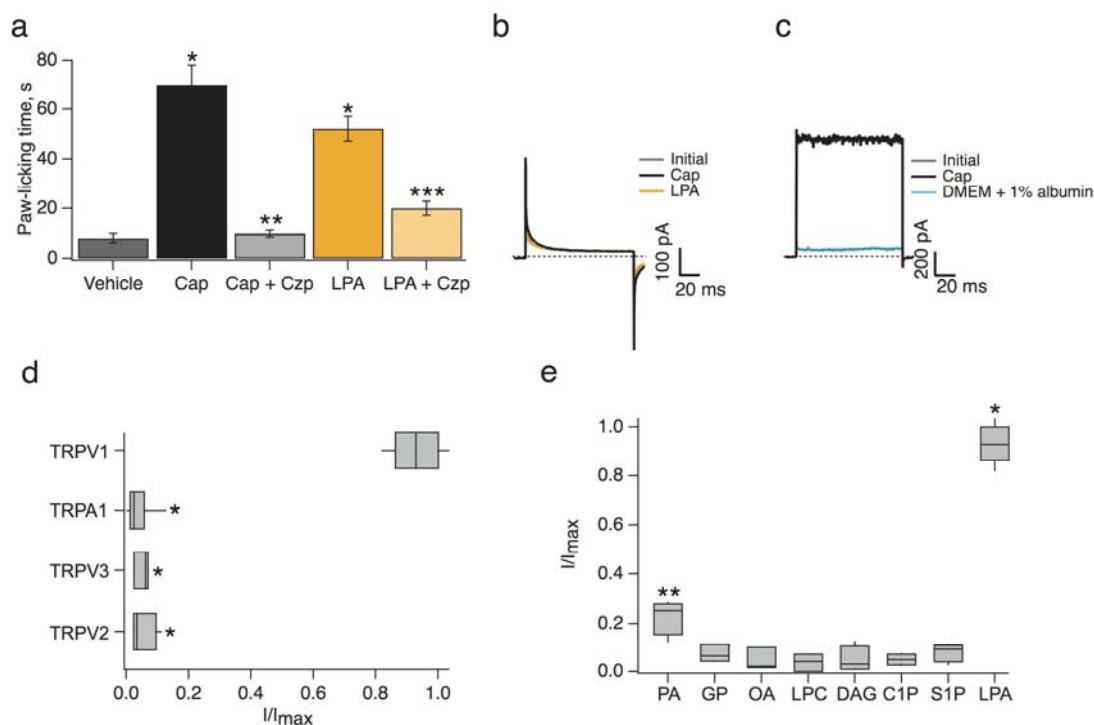 a
Paw-licking time, s
80
60
40
20
0
*
**
*
***
Vehicle
Cap
Cap + Czp
LPA
LPA + Czp
b
Initial
Cap
LPA
100 pA
20 ms
c
Initial
Cap
DMEM + 1% albumin
200 pA
20 ms
d
TRPV1
TRPA1
*
TRPV3
*
TRPV2
*
0.0 0.2 0.4 0.6 0.8 1.0
I/Imax
e
I/Imax
1.0
0.8
0.6
0.4
0.2
0.0
**
*
PA GP OA LPC DAG C1P S1P LPA